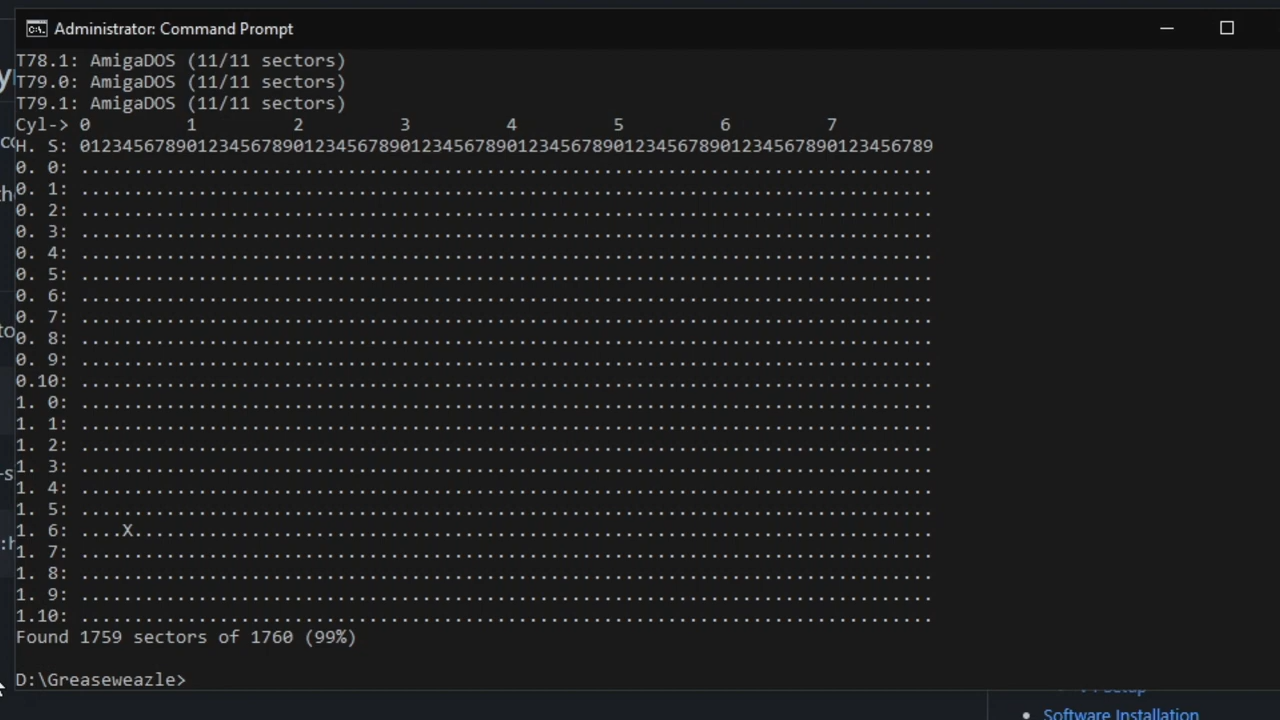 Administrator: Command Prompt
T78.1: AmigaDOS (11/11 sectors)
T79.0: AmigaDOS (11/11 sectors)
T79.1: AmigaDOS (11/11 sectors)
Cyl-> 0         1         2         3         4         5         6         7
H. S: 01234567890123456789012345678901234567890123456789012345678901234567890123456789
0. 0: ................................................................................
0. 1: ................................................................................
0. 2: ................................................................................
0. 3: ................................................................................
0. 4: ................................................................................
0. 5: ................................................................................
0. 6: ................................................................................
0. 7: ................................................................................
0. 8: ................................................................................
0. 9: ................................................................................
0.10: ................................................................................
1. 0: ................................................................................
1. 1: ................................................................................
1. 2: ................................................................................
1. 3: ................................................................................
1. 4: ................................................................................
1. 5: ................................................................................
1. 6: ....X...........................................................................
1. 7: ................................................................................
1. 8: ................................................................................
1. 9: ................................................................................
1.10: ................................................................................
Found 1759 sectors of 1760 (99%)
D:\Greaseweazle>
Setup
Software Installation